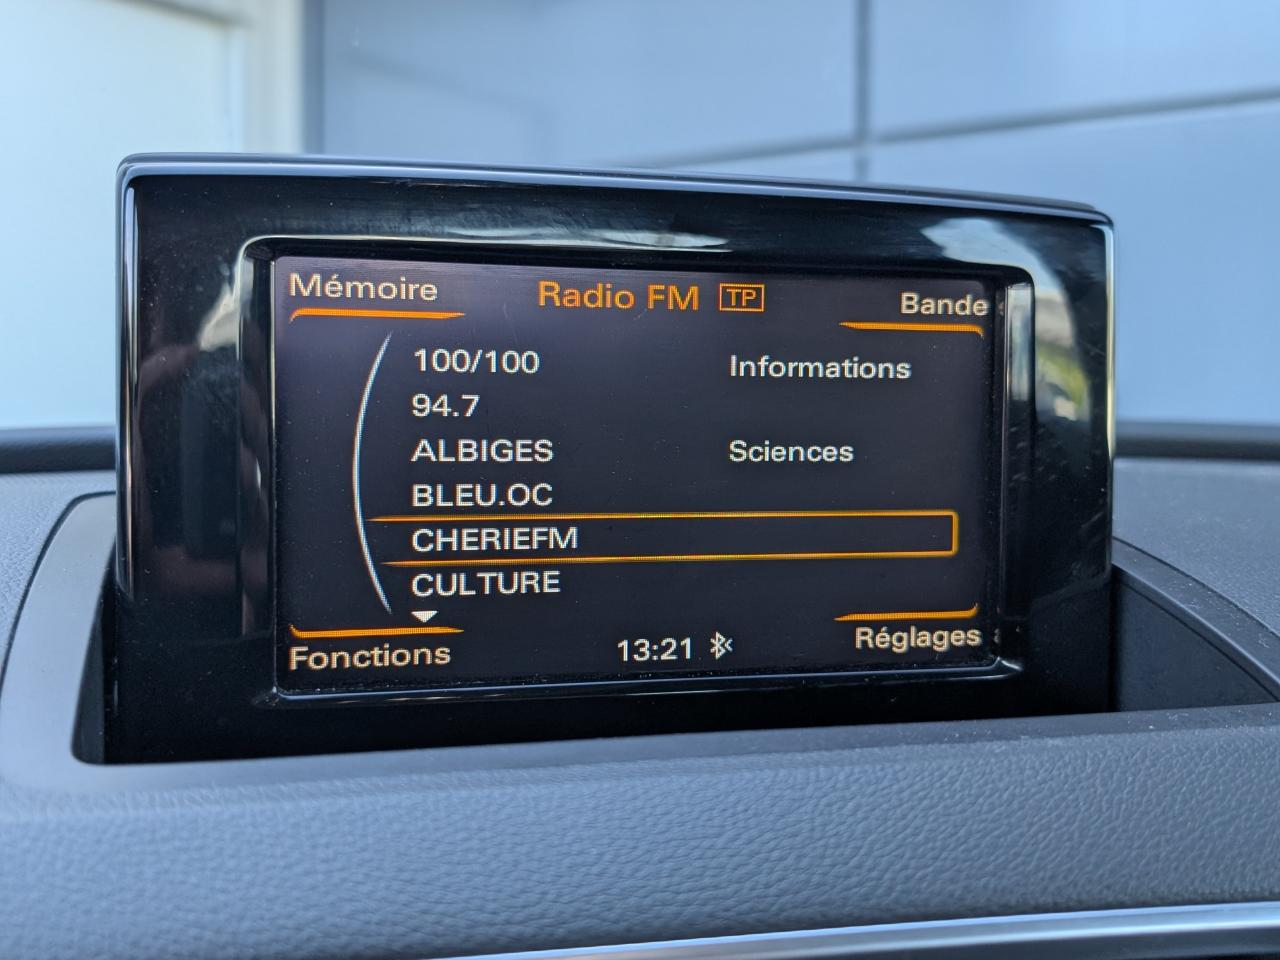 Mémoire Radio FM TP Bande
100/100 Informations
94.7
ALBIGES Sciences
BLEU.OC
CHERIEFM
CULTURE
Fonctions 13:21 Réglages